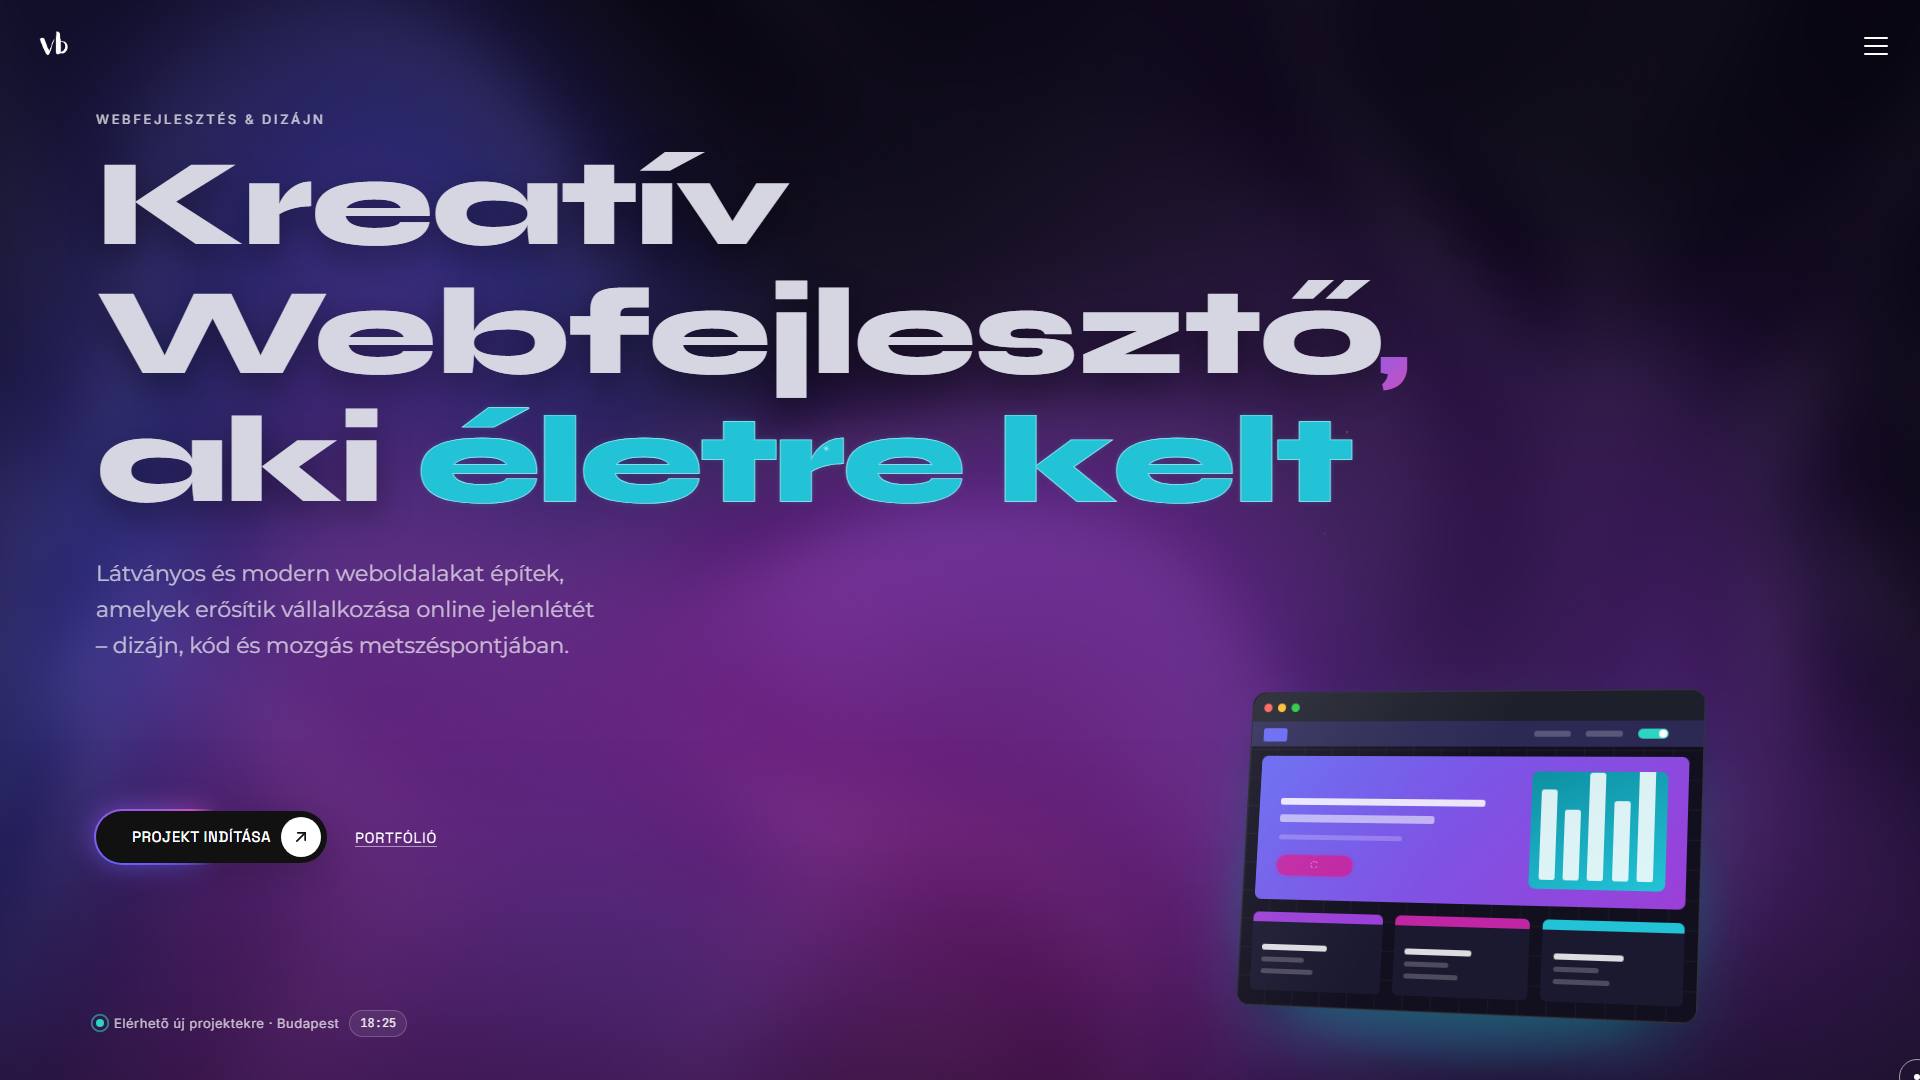 vb
WEBFEJLESZTÉS & DIZÁJN
Kreatív
Webfejlesztő,
aki életre kelt
Látványos és modern weboldalakat építek,
amelyek erősítik vállalkozása online jelenlétét
– dizájn, kód és mozgás metszéspontjában.
PROJEKT INDÍTÁSA
PORTFÓLIÓ
Elérhető új projektekre · Budapest 18:25